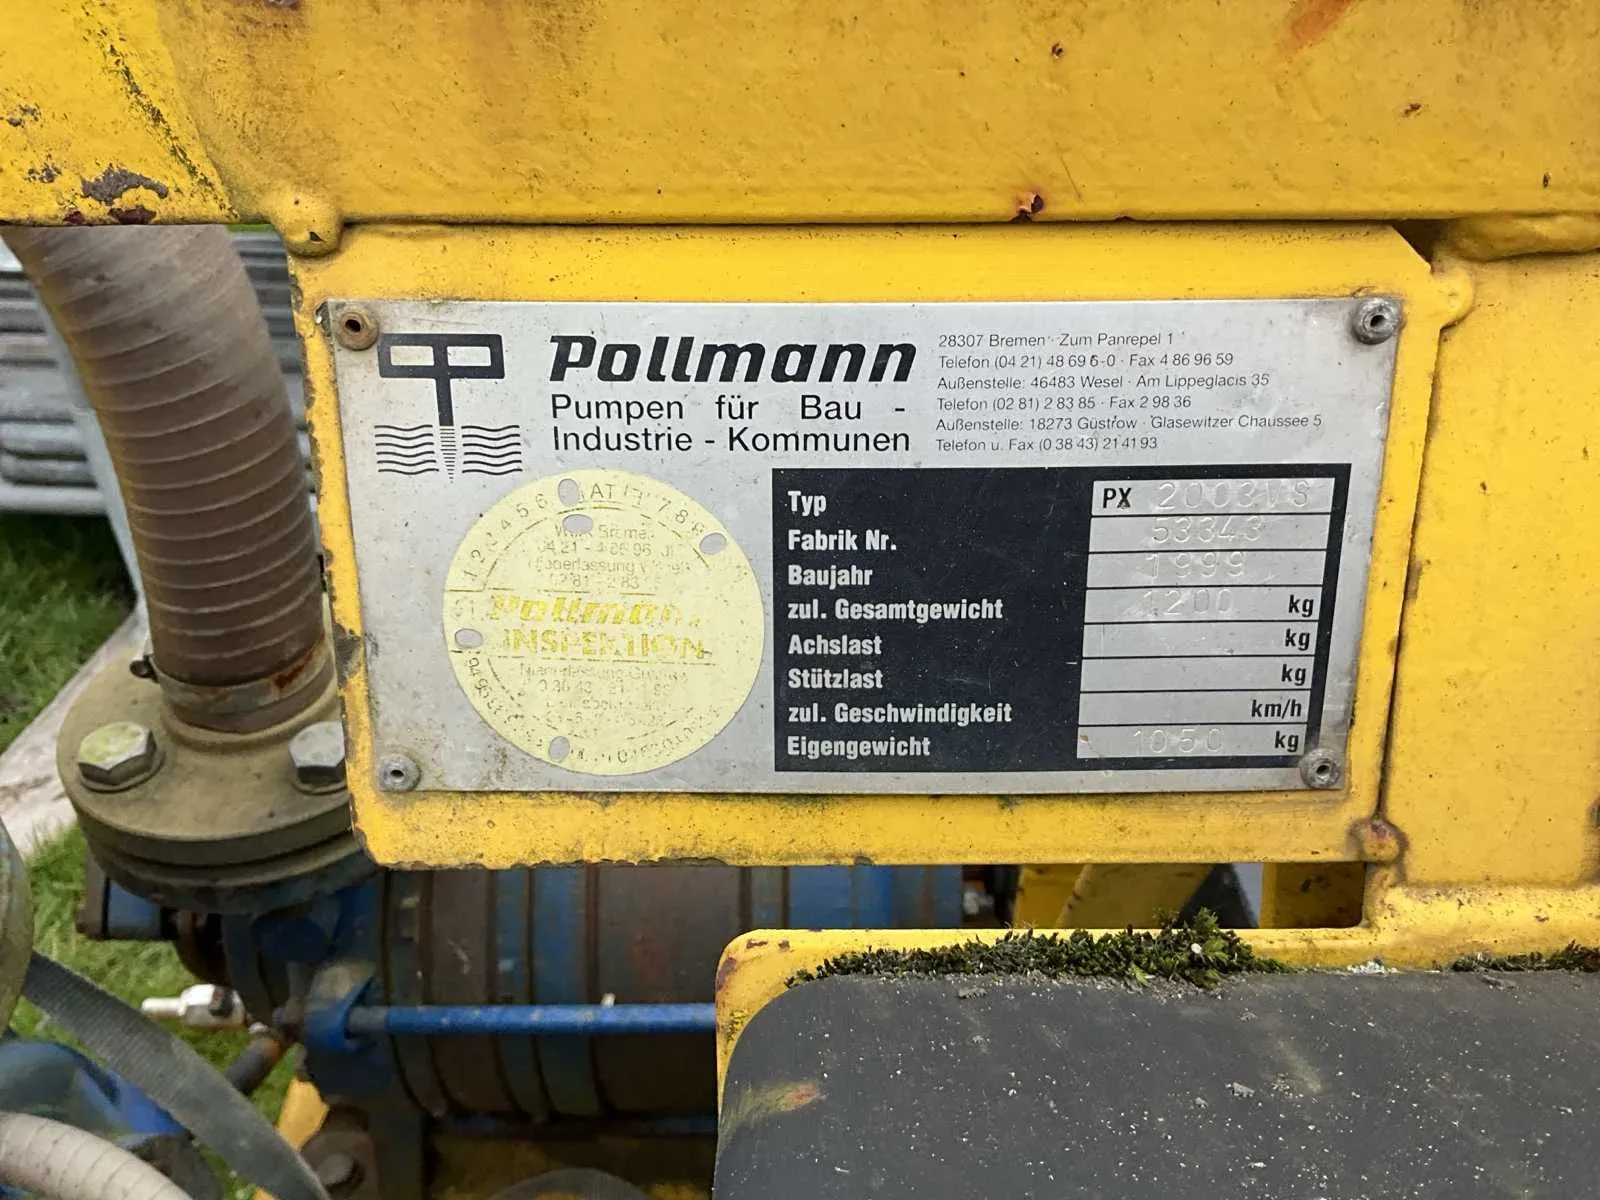 Pollmann
Pumpen für Bau -
Industrie - Kommunen
28307 Bremen · Zum Panrepel 1
Telefon (04 21) 48 69 6-0 · Fax 4 86 96 59
Außenstelle: 46483 Wesel · Am Lippeglacis 35
Telefon (02 81) 2 83 85 · Fax 2 98 36
Außenstelle: 18273 Güstrow · Glasewitzer Chaussee 5
Telefon u. Fax (0 38 43) 21 41 93
Pollmann
INSPEKTION
Typ PX
Fabrik Nr. 53343
Baujahr 1999
zul. Gesamtgewicht 1200 kg
Achslast kg
Stützlast kg
zul. Geschwindigkeit km/h
Eigengewicht 1050 kg